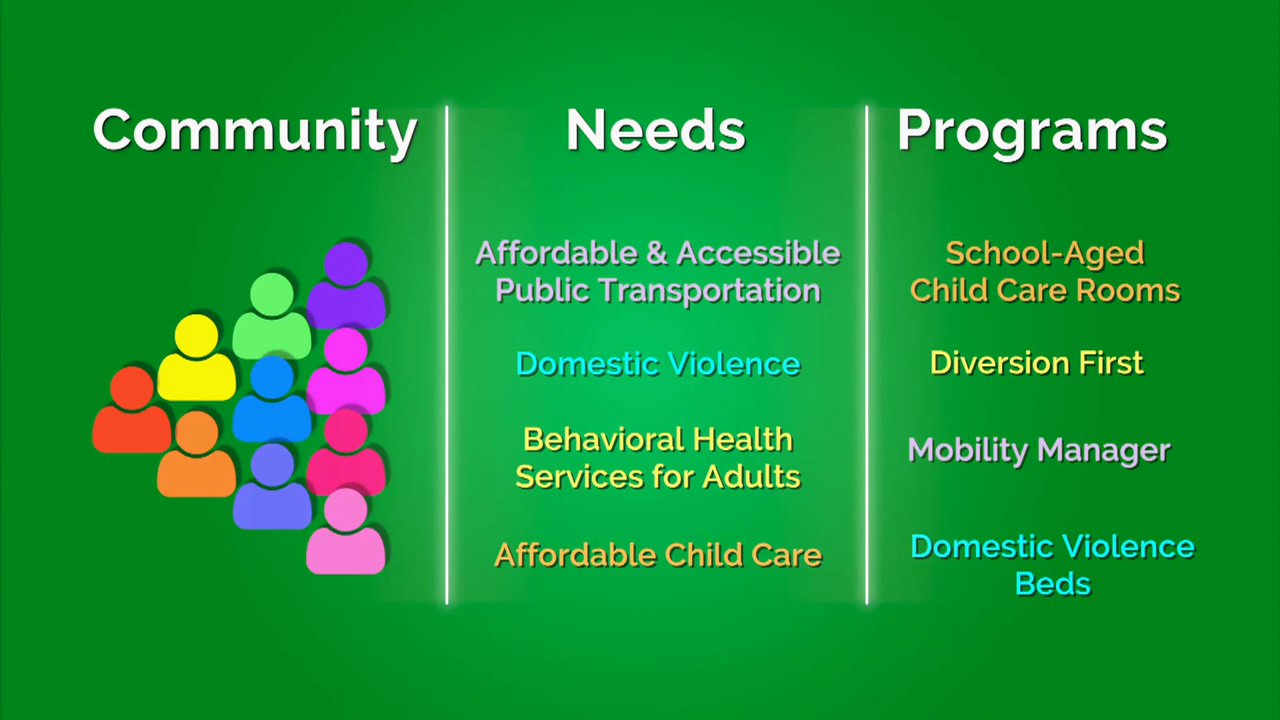 Community
Needs
Programs
Affordable & Accessible
Public Transportation
Domestic Violence
Behavioral Health
Services for Adults
Affordable Child Care
School-Aged
Child Care Rooms
Diversion First
Mobility Manager
Domestic Violence
Beds